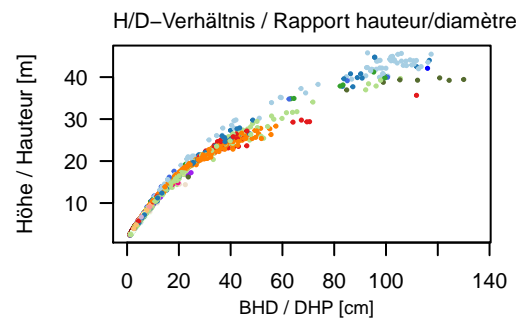 H/D−Verhältnis / Rapport hauteur/diamètre
Höhe / Hauteur [m]
40
30
20
10
0 20 40 60 80 100 120 140
BHD / DHP [cm]